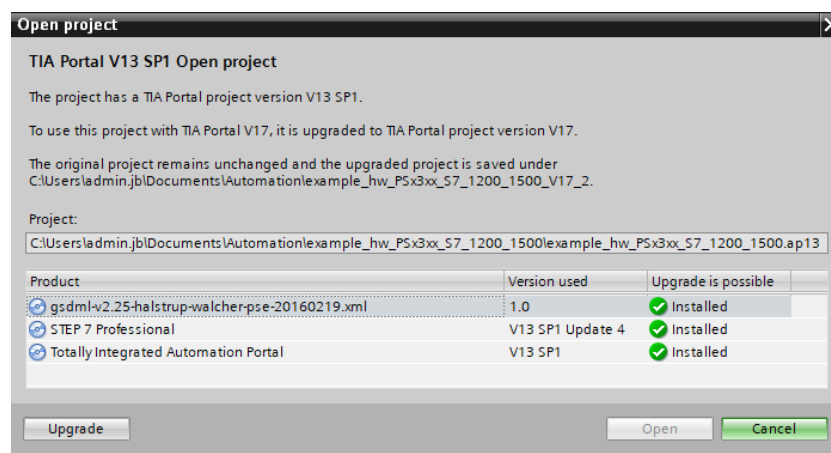 Open project
TIA Portal V13 SP1 Open project
The project has a TIA Portal project version V13 SP1.
To use this project with TIA Portal V17, it is upgraded to TIA Portal project version V17.
The original project remains unchanged and the upgraded project is saved under
C:\Users\admin.jb\Documents\Automation\example_hw_PSx3xx_S7_1200_1500_V17_2.
Project:
C:\Users\admin.jb\Documents\Automation\example_hw_PSx3xx_S7_1200_1500\example_hw_PSx3xx_S7_1200_1500.ap13
Product Version used Upgrade is possible
gsdml-v2.25-halstrup-walcher-pse-20160219.xml 1.0 Installed
STEP 7 Professional V13 SP1 Update 4 Installed
Totally Integrated Automation Portal V13 SP1 Installed
Upgrade Open Cancel